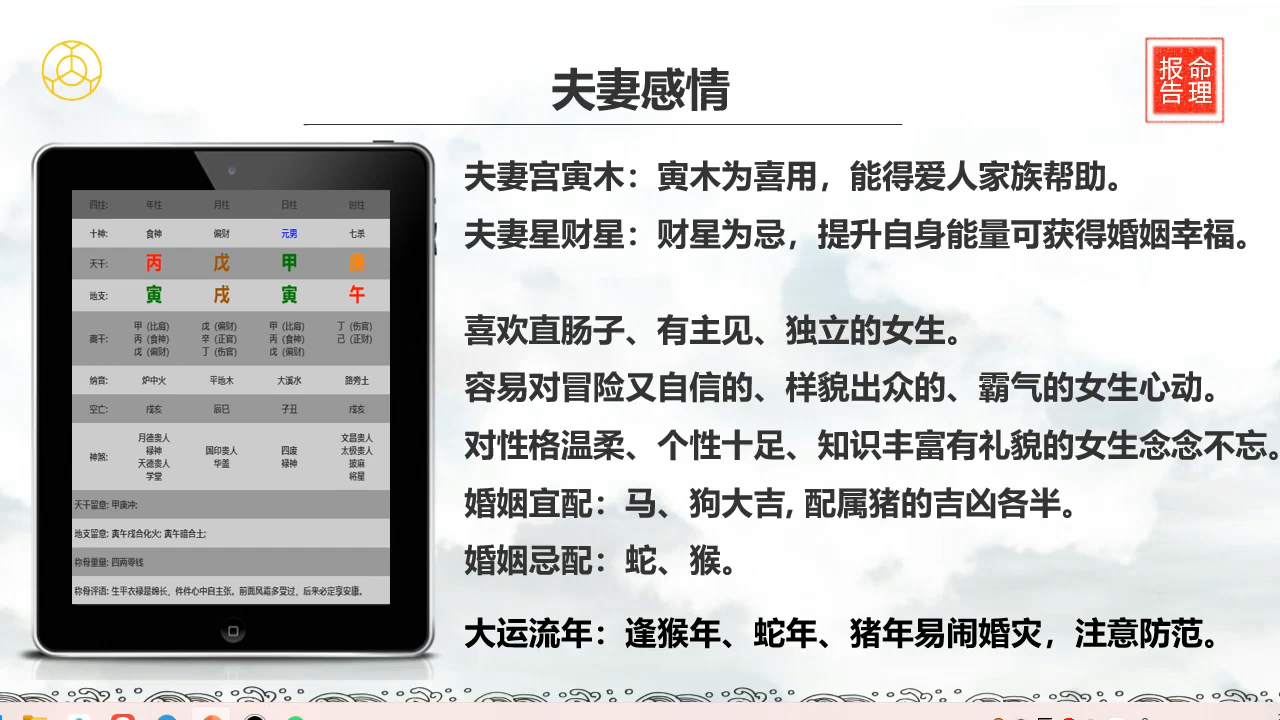 夫妻感情
报命
告理
四柱: 年柱 月柱 日柱 时柱
十神: 食神 偏财 元男 七杀
天干: 丙 戊 甲 庚
地支: 寅 戌 寅 午
藏干: 甲 (比肩) 戊 (偏财) 甲 (比肩) 丁 (伤官)
丙 (食神) 辛 (正官) 丙 (食神) 己 (正财)
戊 (偏财) 丁 (伤官) 戊 (偏财)
纳音: 炉中火 平地木 大溪水 路旁土
空亡: 戌亥 辰巳 子丑 戌亥
神煞: 月德贵人 国印贵人 四废 文昌贵人
禄神 华盖 禄神 太极贵人
天德贵人 披麻
学堂 将星
天干留意: 甲庚冲;
地支留意: 寅午戌合化火; 寅午暗合土;
称骨重量: 四两零钱
称骨评语: 生平衣禄是绵长，件件心中自主张。前面风霜多受过，后来必定享安康。
夫妻宫寅木：寅木为喜用，能得爱人家族帮助。
夫妻星财星：财星为忌，提升自身能量可获得婚姻幸福。
喜欢直肠子、有主见、独立的女生。
容易对冒险又自信的、样貌出众的、霸气的女生心动。
对性格温柔、个性十足、知识丰富有礼貌的女生念念不忘。
婚姻宜配：马、狗大吉, 配属猪的吉凶各半。
婚姻忌配：蛇、猴。
大运流年：逢猴年、蛇年、猪年易闹婚灾，注意防范。